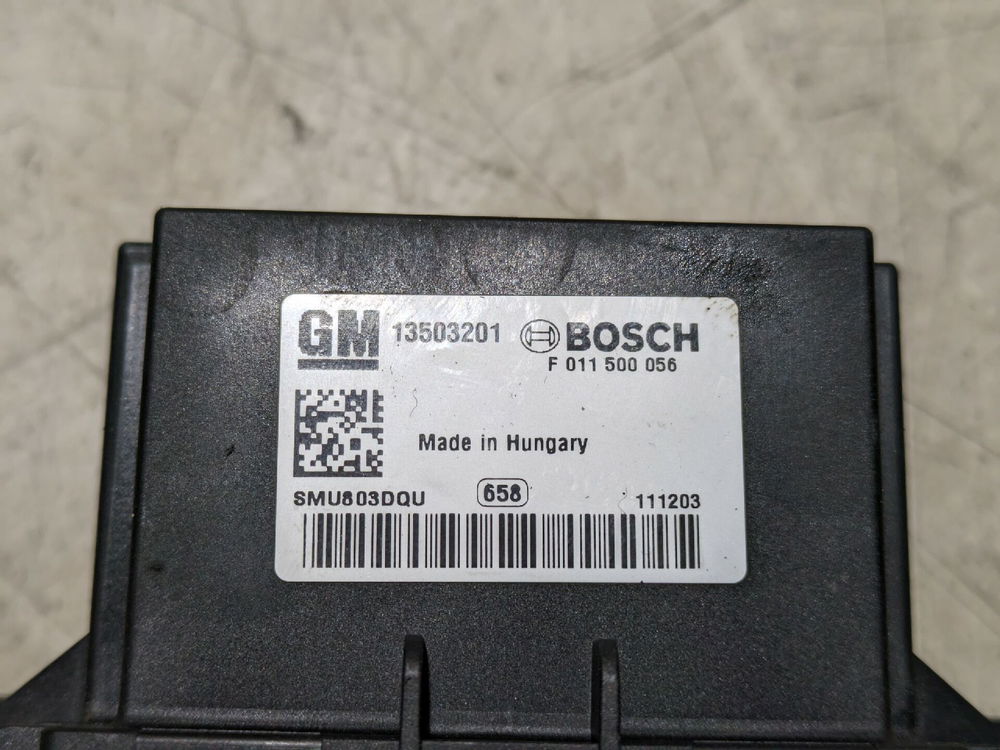 GM 13503201 BOSCH
F 011 500 056
Made in Hungary
SMU803DQU 658 111203